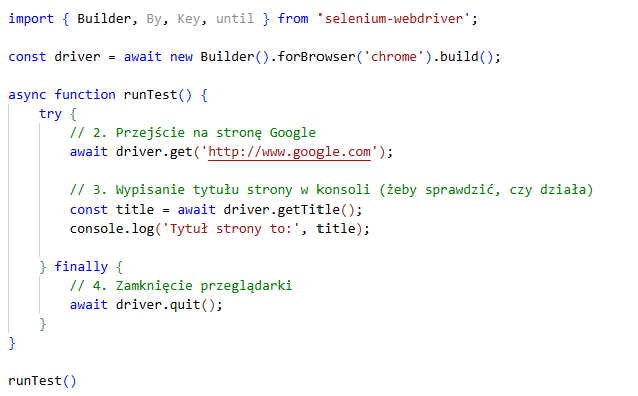 import { Builder, By, Key, until } from 'selenium-webdriver';
const driver = await new Builder().forBrowser('chrome').build();
async function runTest() {
try {
// 2. Przejście na stronę Google
await driver.get('http://www.google.com');
// 3. Wypisanie tytułu strony w konsoli (żeby sprawdzić, czy działa)
const title = await driver.getTitle();
console.log('Tytuł strony to:', title);
} finally {
// 4. Zamknięcie przeglądarki
await driver.quit();
}
}
runTest()